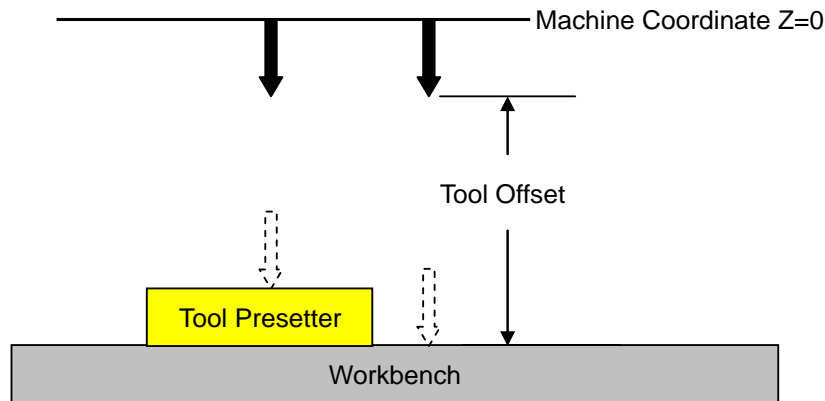 Machine Coordinate Z=0
Tool Offset
Tool Presetter
Workbench